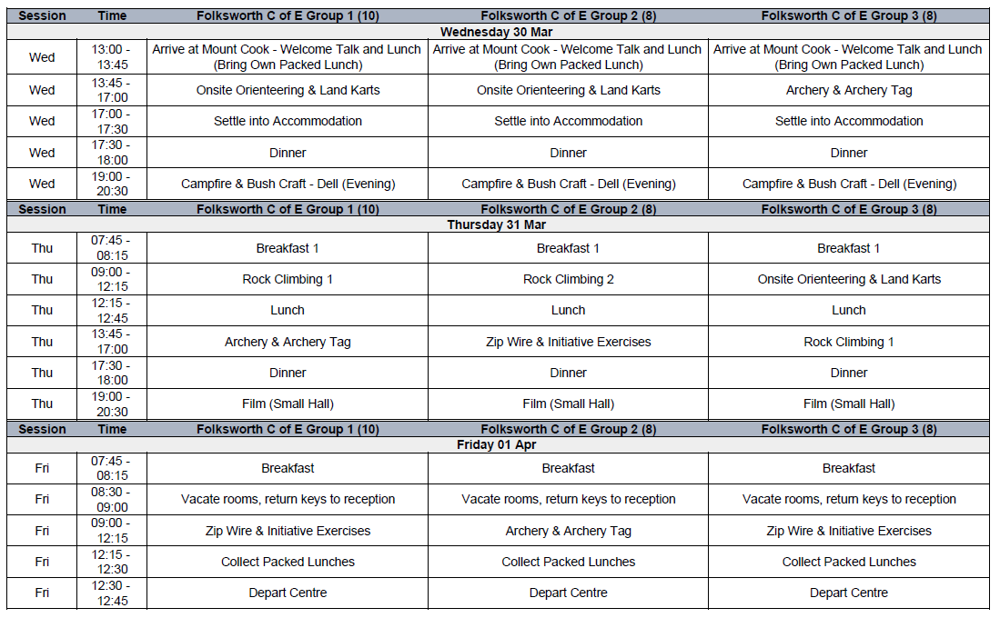 Session Time Folksworth C of E Group 1 (10) Folksworth C of E Group 2 (8) Folksworth C of E Group 3 (8)
Wednesday 30 Mar
Wed 13:00 - 13:45 Arrive at Mount Cook - Welcome Talk and Lunch (Bring Own Packed Lunch) Arrive at Mount Cook - Welcome Talk and Lunch (Bring Own Packed Lunch) Arrive at Mount Cook - Welcome Talk and Lunch (Bring Own Packed Lunch)
Wed 13:45 - 17:00 Onsite Orienteering & Land Karts Onsite Orienteering & Land Karts Archery & Archery Tag
Wed 17:00 - 17:30 Settle into Accommodation Settle into Accommodation Settle into Accommodation
Wed 17:30 - 18:00 Dinner Dinner Dinner
Wed 19:00 - 20:30 Campfire & Bush Craft - Dell (Evening) Campfire & Bush Craft - Dell (Evening) Campfire & Bush Craft - Dell (Evening)
Session Time Folksworth C of E Group 1 (10) Folksworth C of E Group 2 (8) Folksworth C of E Group 3 (8)
Thursday 31 Mar
Thu 07:45 - 08:15 Breakfast 1 Breakfast 1 Breakfast 1
Thu 09:00 - 12:15 Rock Climbing 1 Rock Climbing 2 Onsite Orienteering & Land Karts
Thu 12:15 - 12:45 Lunch Lunch Lunch
Thu 13:45 - 17:00 Archery & Archery Tag Zip Wire & Initiative Exercises Rock Climbing 1
Thu 17:30 - 18:00 Dinner Dinner Dinner
Thu 19:00 - 20:30 Film (Small Hall) Film (Small Hall) Film (Small Hall)
Session Time Folksworth C of E Group 1 (10) Folksworth C of E Group 2 (8) Folksworth C of E Group 3 (8)
Friday 01 Apr
Fri 07:45 - 08:15 Breakfast Breakfast Breakfast
Fri 08:30 - 09:00 Vacate rooms, return keys to reception Vacate rooms, return keys to reception Vacate rooms, return keys to reception
Fri 09:00 - 12:15 Zip Wire & Initiative Exercises Archery & Archery Tag Zip Wire & Initiative Exercises
Fri 12:15 - 12:30 Collect Packed Lunches Collect Packed Lunches Collect Packed Lunches
Fri 12:30 - 12:45 Depart Centre Depart Centre Depart Centre